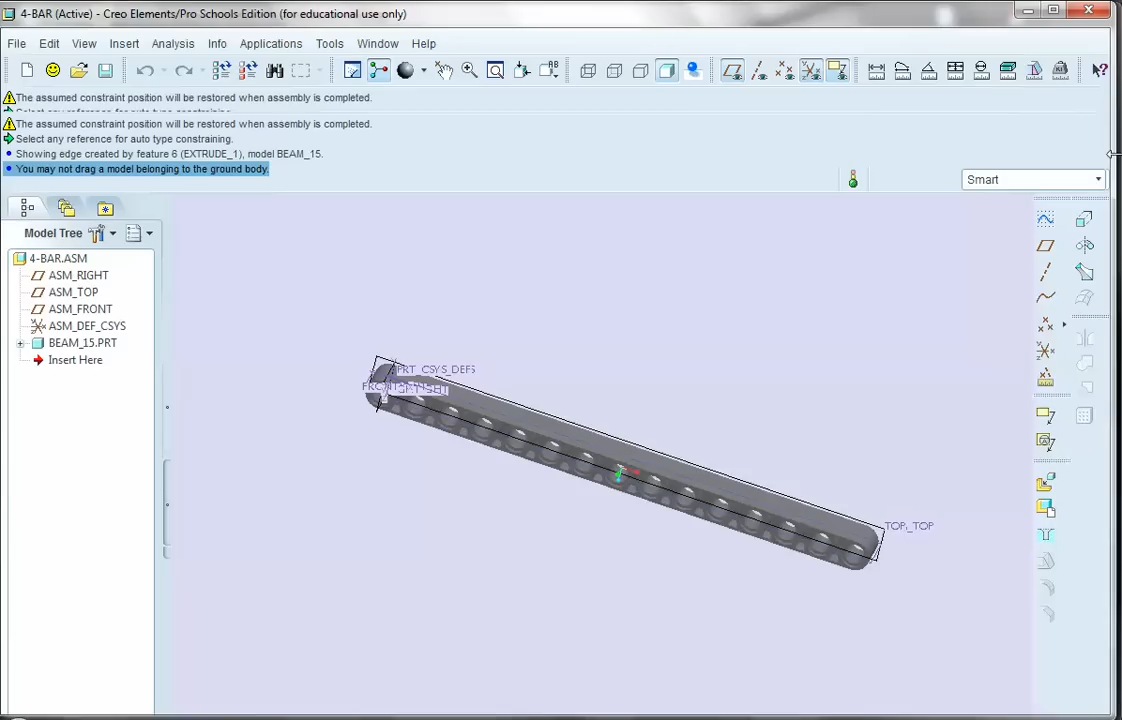 4-BAR (Active) - Creo Elements/Pro Schools Edition (for educational use only)
File Edit View Insert Analysis Info Applications Tools Window Help
The assumed constraint position will be restored when assembly is completed.
The assumed constraint position will be restored when assembly is completed.
Select any reference for auto type constraining.
Showing edge created by feature 6 (EXTRUDE_1), model BEAM_15.
You may not drag a model belonging to the ground body.
Smart
Model Tree
4-BAR.ASM
ASM_RIGHT
ASM_TOP
ASM_FRONT
ASM_DEF_CSYS
BEAM_15.PRT
Insert Here